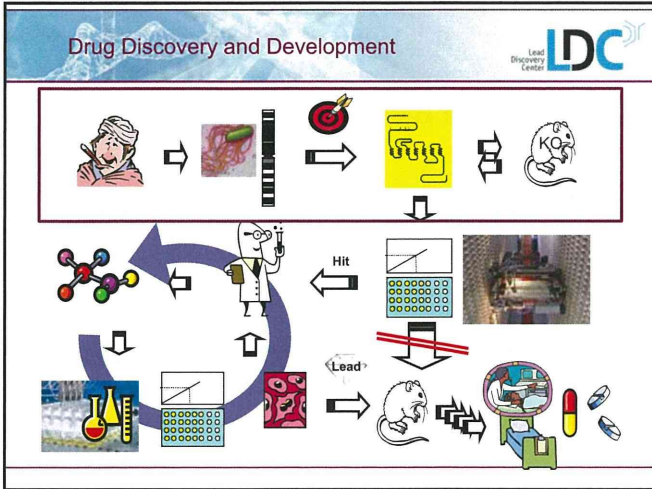 Drug Discovery and Development
Lead
Discovery
Center
LDC
KO
Hit
Lead